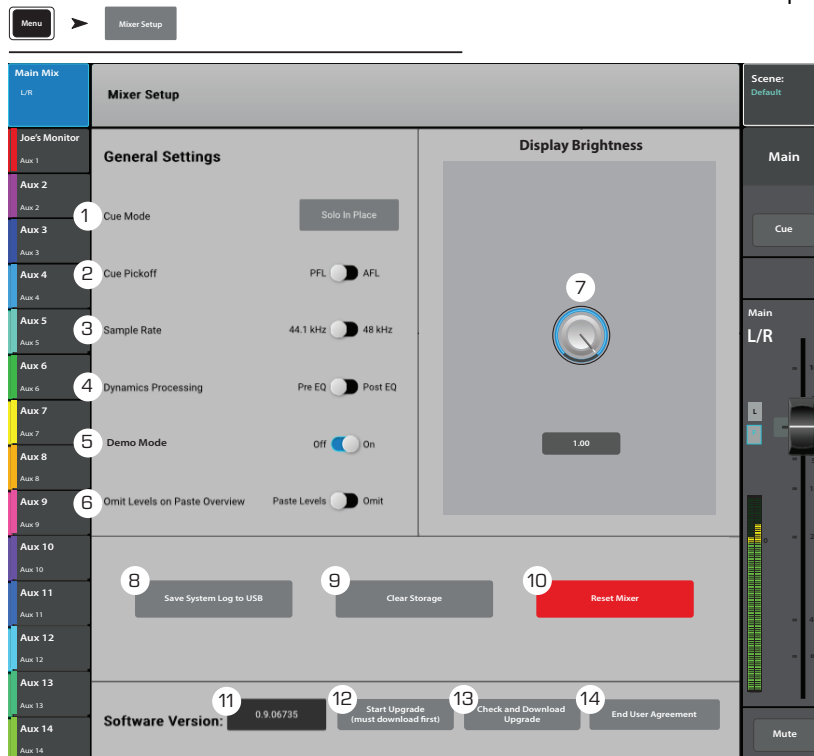 Menu
Mixer Setup
Main Mix
L/R
Mixer Setup
Scene:
Default
Joe's Monitor
Aux 1
Aux 2
Aux 2
Aux 3
Aux 3
Aux 4
Aux 4
Aux 5
Aux 5
Aux 6
Aux 6
Aux 7
Aux 7
Aux 8
Aux 8
Aux 9
Aux 9
Aux 10
Aux 10
Aux 11
Aux 11
Aux 12
Aux 12
Aux 13
Aux 13
Aux 14
Aux 14
General Settings
1 Cue Mode Solo In Place
2 Cue Pickoff PFL AFL
3 Sample Rate 44.1 kHz 48 kHz
4 Dynamics Processing Pre EQ Post EQ
5 Demo Mode Off On
6 Omit Levels on Paste Overview Paste Levels Omit
Display Brightness
7
1.00
8 Save System Log to USB
9 Clear Storage
10 Reset Mixer
Software Version:
11 0.9.06735
12 Start Upgrade
(must download first)
13 Check and Download
Upgrade
14 End User Agreement
Main
Cue
Main
L/R
L
0
Mute